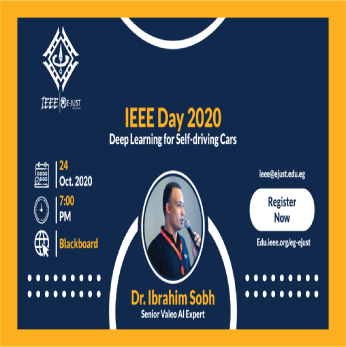 IEEE E-JUST
IEEE Day 2020
Deep Learning for Self-driving Cars
24
Oct. 2020
7:00
PM
Blackboard
ieee@ejust.edu.eg
Register
Now
Edu.ieee.org/eg-ejust
Dr. Ibrahim Sobh
Senior Valeo AI Expert